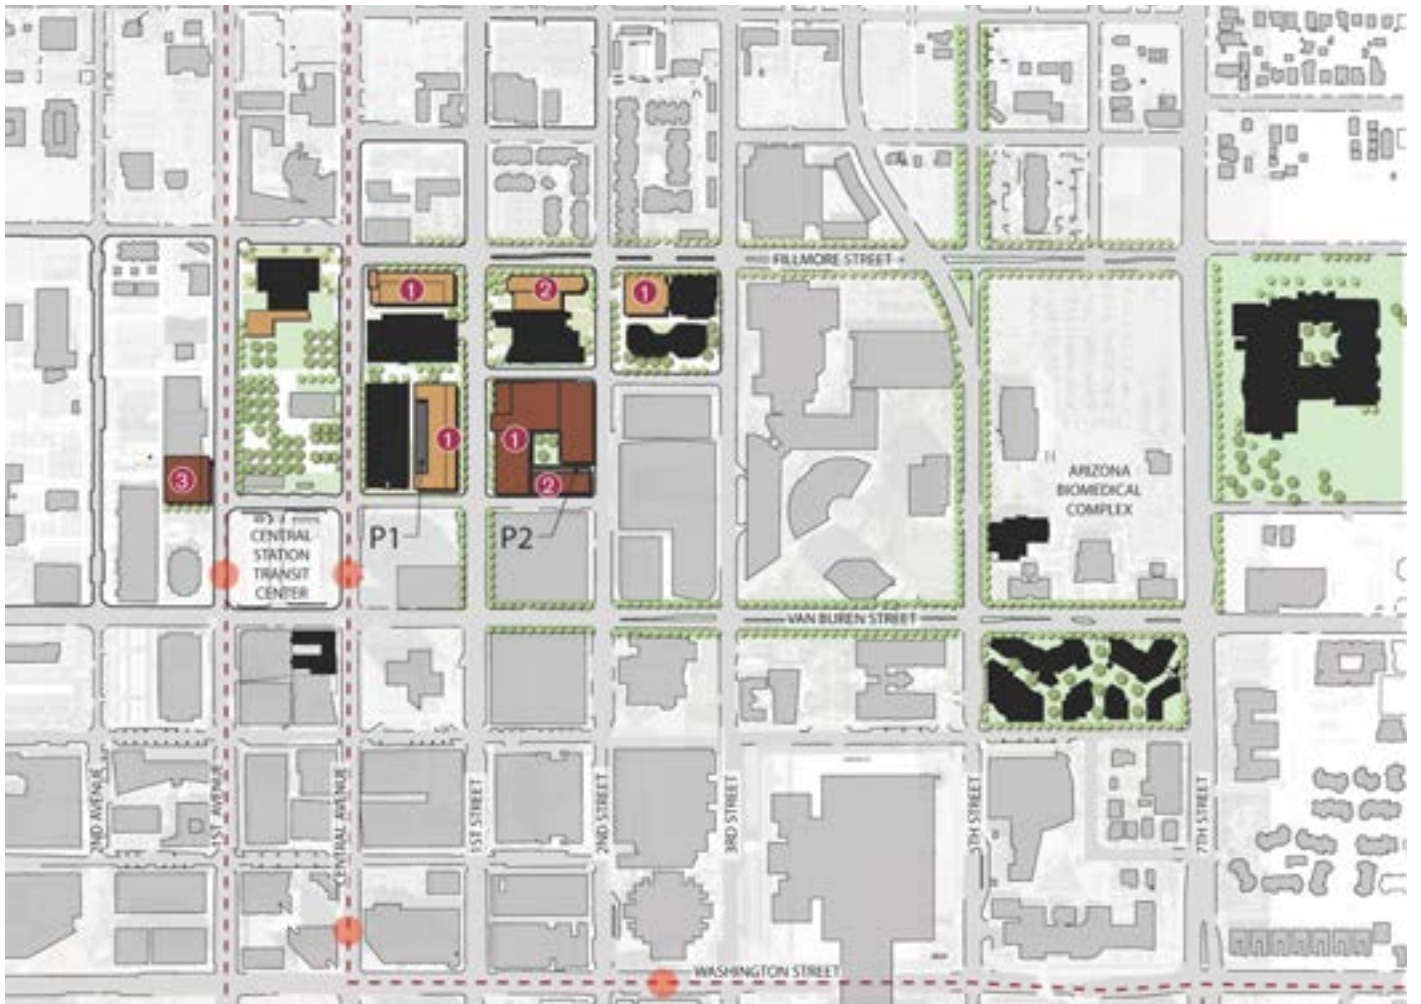 FILLMORE STREET
1
2
1
1
1
2
3
ARIZONA
BIOMEDICAL
COMPLEX
P1
P2
CENTRAL
STATION
TRANSIT
CENTER
VAN BUREN STREET
2ND AVENUE
1ST AVENUE
CENTRAL AVENUE
1ST STREET
2ND STREET
3RD STREET
5TH STREET
7TH STREET
WASHINGTON STREET